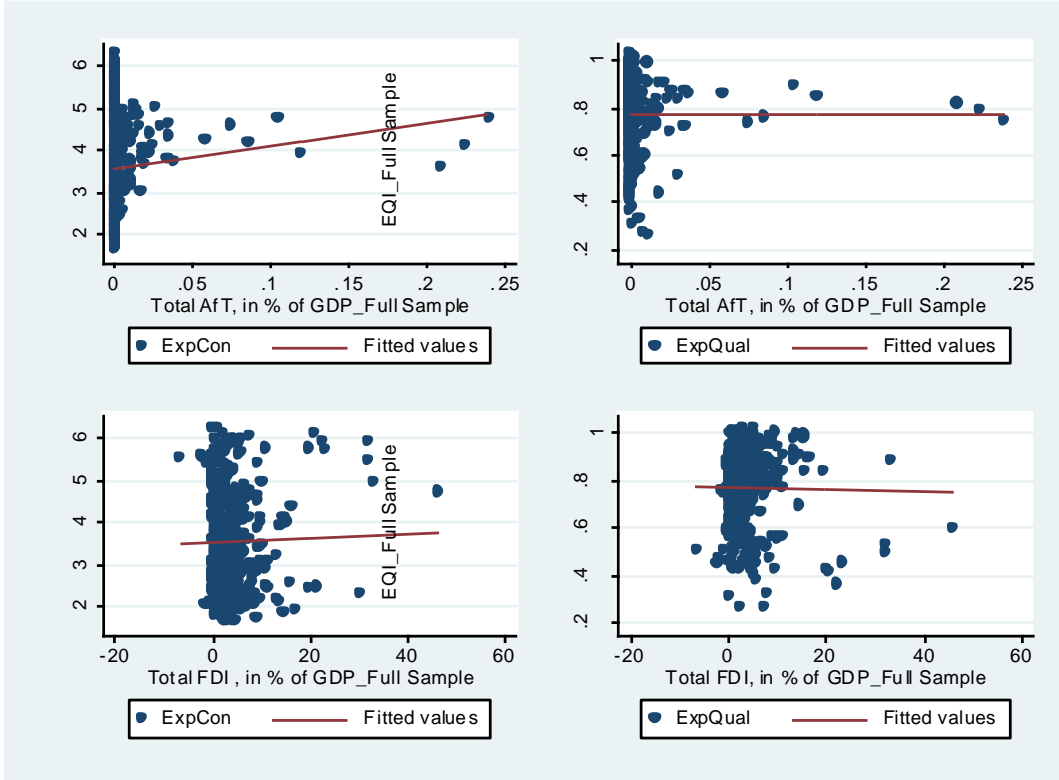 6
5
4
3
2
0 .05 .1 .15 .2 .25
Total AfT, in % of GDP_Full Sample
ExpCon Fitted values
EQI_Full Sample
1
.8
.6
.4
.2
0 .05 .1 .15 .2 .25
Total AfT, in % of GDP_Full Sample
ExpQual Fitted values
6
5
4
3
2
-20 0 20 40 60
Total FDI , in % of GDP_Full Sample
ExpCon Fitted values
EQI_Full Sample
1
.8
.6
.4
.2
-20 0 20 40 60
Total FDI, in % of GDP_Full Sample
ExpQual Fitted values